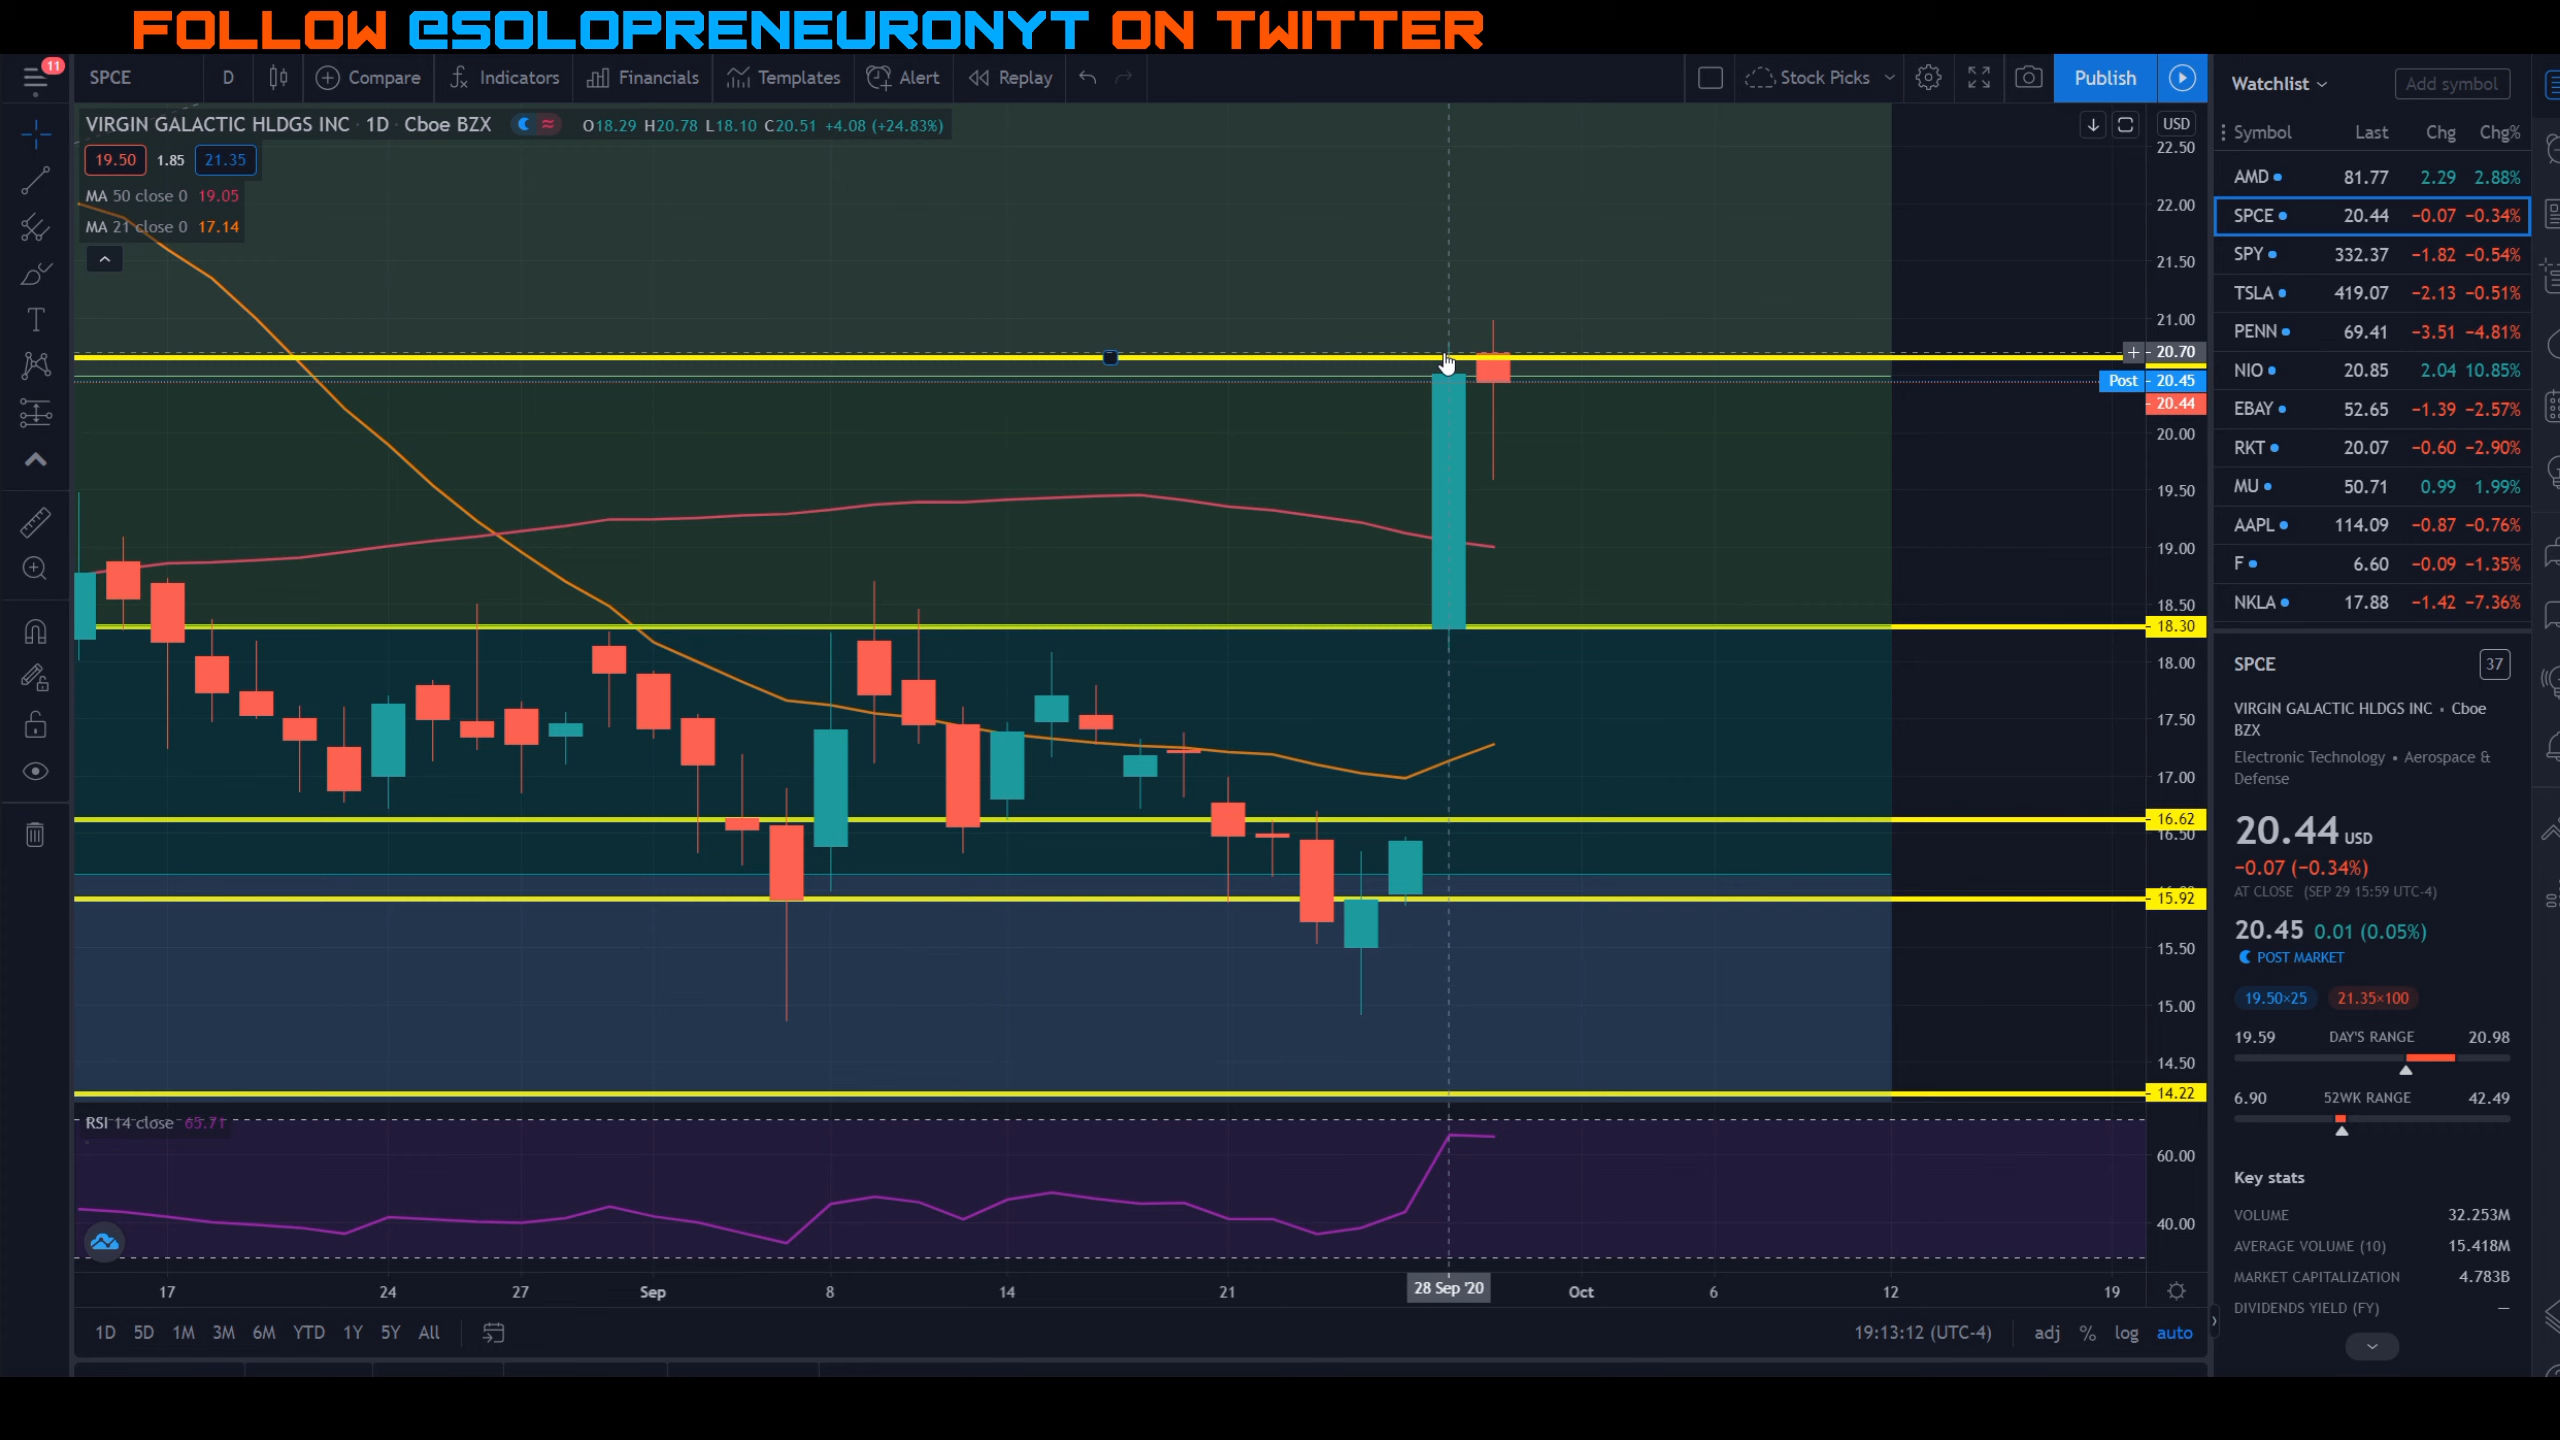 FOLLOW @SOLOPRENEURONYT ON TWITTER
11
SPCE D Compare Indicators Financials Templates Alert Replay Stock Picks Publish
VIRGIN GALACTIC HLDGS INC · 1D · Cboe BZX O18.29 H20.78 L18.10 C20.51 +4.08 (+24.83%)
19.50 1.85 21.35
MA 50 close 0 19.05
MA 21 close 0 17.14
USD
22.50
22.00
21.50
21.00
20.70
Post 20.45
20.44
20.00
19.50
19.00
18.50
18.30
18.00
17.50
17.00
16.62
16.50
15.92
15.50
15.00
14.50
14.22
RSI 14 close 65.71
60.00
40.00
17 24 27 Sep 8 14 21 28 Sep '20 Oct 6 12 19
1D 5D 1M 3M 6M YTD 1Y 5Y All 19:13:12 (UTC-4) adj % log auto
Watchlist Add symbol
Symbol Last Chg Chg%
AMD 81.77 2.29 2.88%
SPCE 20.44 −0.07 −0.34%
SPY 332.37 −1.82 −0.54%
TSLA 419.07 −2.13 −0.51%
PENN 69.41 −3.51 −4.81%
NIO 20.85 2.04 10.85%
EBAY 52.65 −1.39 −2.57%
RKT 20.07 −0.60 −2.90%
MU 50.71 0.99 1.99%
AAPL 114.09 −0.87 −0.76%
F 6.60 −0.09 −1.35%
NKLA 17.88 −1.42 −7.36%
SPCE 37
VIRGIN GALACTIC HLDGS INC • Cboe
BZX
Electronic Technology • Aerospace &
Defense
20.44 USD
−0.07 (−0.34%)
AT CLOSE (SEP 29 15:59 UTC-4)
20.45 0.01 (0.05%)
POST MARKET
19.50×25 21.35×100
19.59 DAY'S RANGE 20.98
6.90 52WK RANGE 42.49
Key stats
VOLUME 32.253M
AVERAGE VOLUME (10) 15.418M
MARKET CAPITALIZATION 4.783B
DIVIDENDS YIELD (FY) —